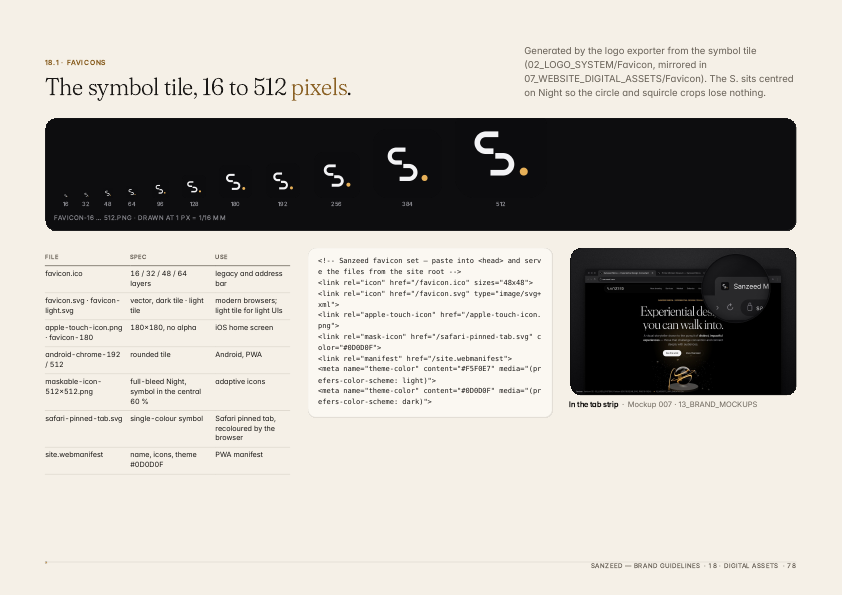 18.1 · FAVICONS
The symbol tile, 16 to 512 pixels.
Generated by the logo exporter from the symbol tile
(02_LOGO_SYSTEM/Favicon, mirrored in
07_WEBSITE_DIGITAL_ASSETS/Favicon). The S. sits centred
on Night so the circle and squircle crops lose nothing.
S. S. S. S. S. S. S. S. S. S. S.
16 32 48 64 96 128 180 192 256 384 512
FAVICON-16 … 512.PNG · DRAWN AT 1 PX = 1/16 MM
FILE SPEC USE
favicon.ico 16 / 32 / 48 / 64 legacy and address
layers bar
favicon.svg · favicon- vector, dark tile · light modern browsers;
light.svg tile light tile for light UIs
apple-touch-icon.png 180×180, no alpha iOS home screen
· favicon-180
android-chrome-192 rounded tile Android, PWA
/ 512
maskable-icon- full-bleed Night, adaptive icons
512×512.png symbol in the central
60 %
safari-pinned-tab.svg single-colour symbol Safari pinned tab,
recoloured by the
browser
site.webmanifest name, icons, theme PWA manifest
#0D0D0F
<!-- Sanzeed favicon set — paste into <head> and serv
e the files from the site root -->
<link rel="icon" href="/favicon.ico" sizes="48x48">
<link rel="icon" href="/favicon.svg" type="image/svg+
xml">
<link rel="apple-touch-icon" href="/apple-touch-icon.
png">
<link rel="mask-icon" href="/safari-pinned-tab.svg" c
olor="#0D0D0F">
<link rel="manifest" href="/site.webmanifest">
<meta name="theme-color" content="#F5F0E7" media="(pr
efers-color-scheme: light)">
<meta name="theme-color" content="#0D0D0F" media="(pr
efers-color-scheme: dark)">
Sanzeed M
Experiential des
you can walk into.
In the tab strip · Mockup 007 · 13_BRAND_MOCKUPS
SANZEED — BRAND GUIDELINES · 18 · DIGITAL ASSETS · 78